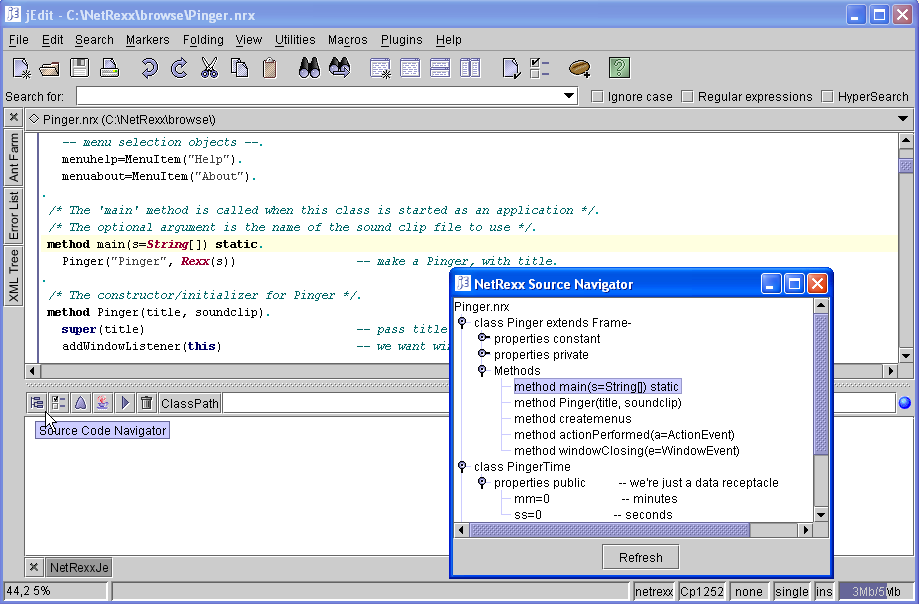 jEdit - C:\NetRexx\browse\Pinger.nrx
File Edit Search Markers Folding View Utilities Macros Plugins Help
Search for: Ignore case Regular expressions HyperSearch
Pinger.nrx (C:\NetRexx\browse\)
Ant Farm
Error List
XML Tree
-- menu selection objects --.
menuhelp=MenuItem("Help").
menuabout=MenuItem("About").
.
/* The 'main' method is called when this class is started as an application */.
/* The optional argument is the name of the sound clip file to use */.
method main(s=String[]) static.
Pinger("Pinger", Rexx(s)) -- make a Pinger, with title.
.
/* The constructor/initializer for Pinger */.
method Pinger(title, soundclip).
super(title) -- pass title
addWindowListener(this) -- we want
ClassPath
Source Code Navigator
NetRexxJe
44,2 5% netrexx Cp1252 none single ins 3Mb/5Mb
NetRexx Source Navigator
Pinger.nrx
class Pinger extends Frame-
properties constant
properties private
Methods
method main(s=String[]) static
method Pinger(title, soundclip)
method createmenus
method actionPerformed(a=ActionEvent)
method windowClosing(e=WindowEvent)
class PingerTime
properties public -- we're just a data receptacle
mm=0 -- minutes
ss=0 -- seconds
Refresh